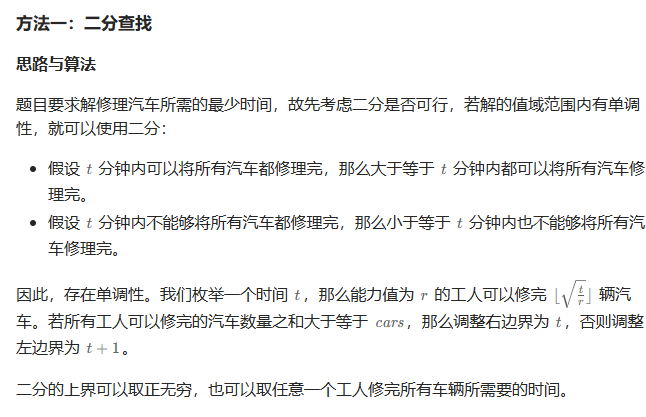 方法一：二分查找
思路与算法
题目要求解修理汽车所需的最少时间，故先考虑二分是否可行，若解的值域范围内有单调
性，就可以使用二分：
• 假设 t 分钟内可以将所有汽车都修理完，那么大于等于 t 分钟内都可以将所有汽车修
理完。
• 假设 t 分钟内不能够将所有汽车都修理完，那么小于等于 t 分钟内也不能够将所有汽
车修理完。
因此，存在单调性。我们枚举一个时间 t，那么能力值为 r 的工人可以修完 ⌊√(t/r)⌋ 辆汽
车。若所有工人可以修完的汽车数量之和大于等于 cars，那么调整右边界为 t，否则调整
左边界为 t + 1。
二分的上界可以取正无穷，也可以取任意一个工人修完所有车辆所需要的时间。